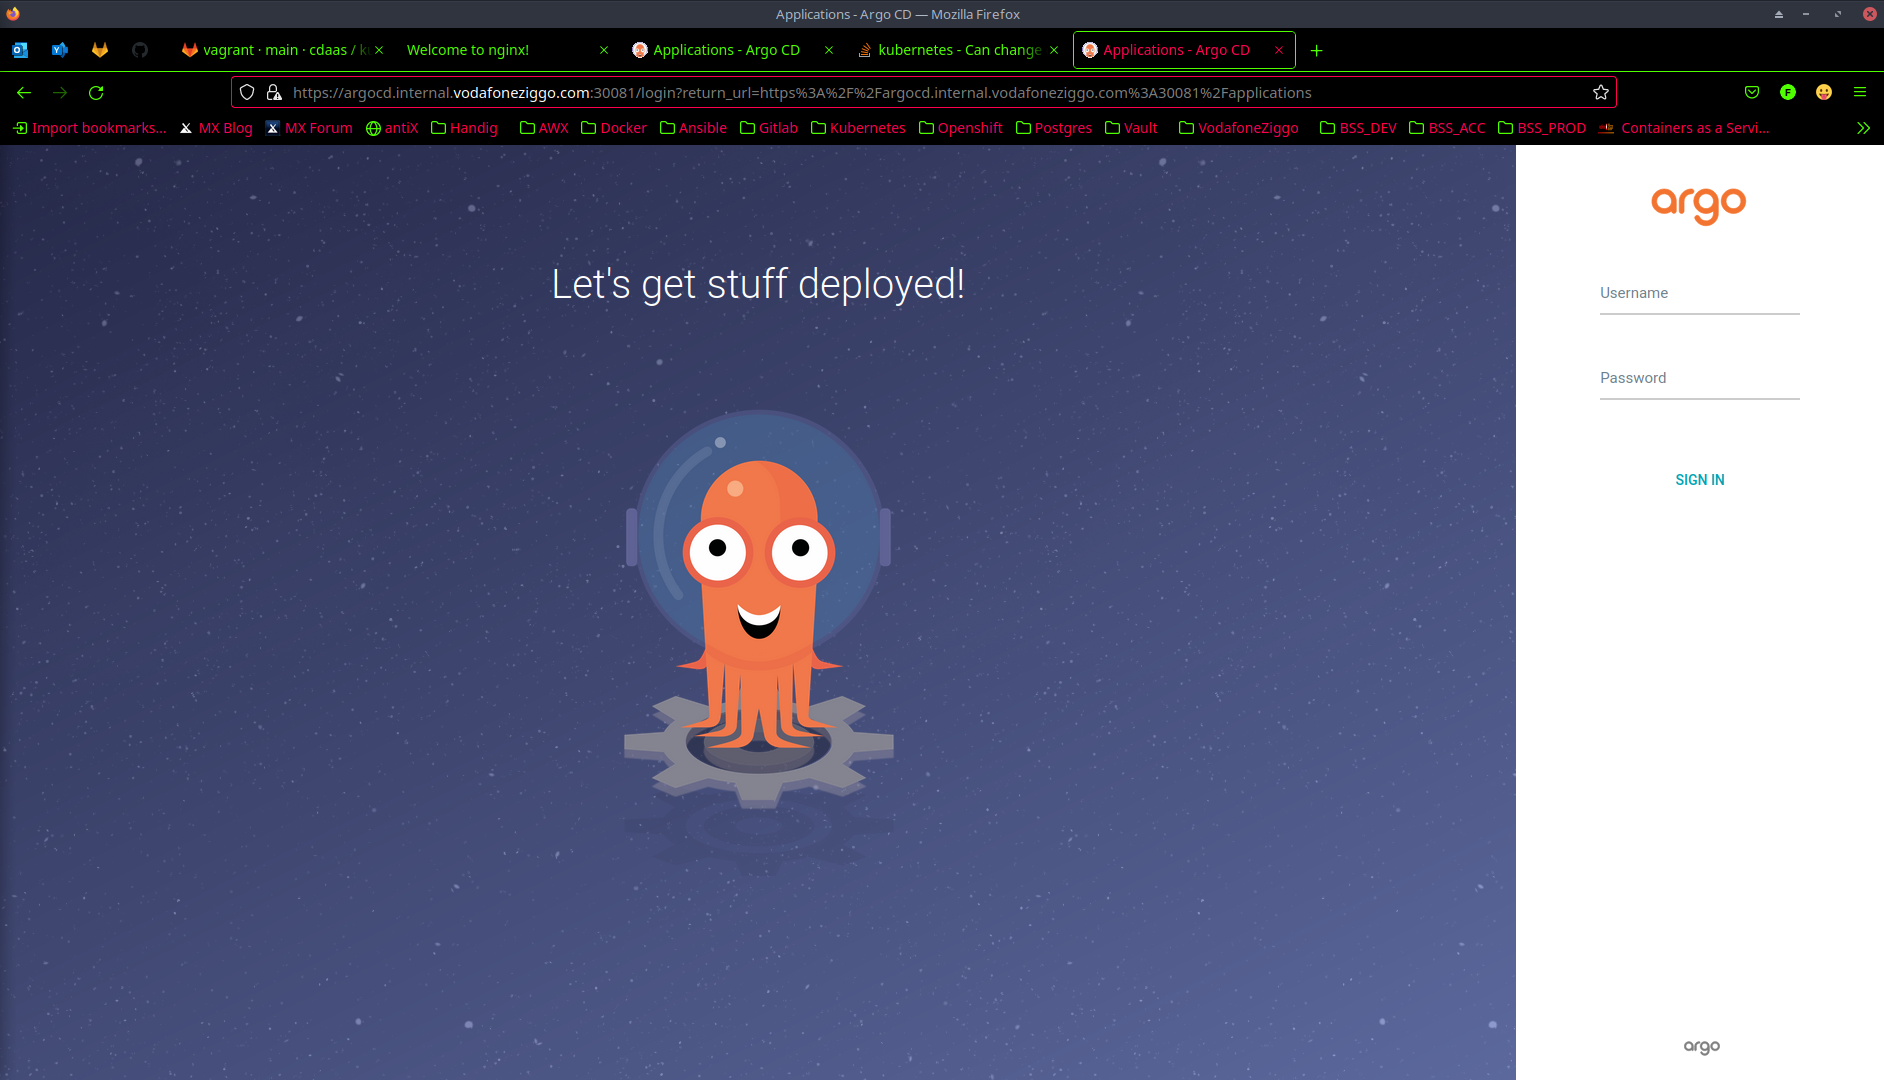 Applications - Argo CD — Mozilla Firefox
vagrant · main · cdaas / ku
Welcome to nginx!
Applications - Argo CD
kubernetes - Can change
Applications - Argo CD
https://argocd.internal.vodafoneziggo.com:30081/login?return_url=https%3A%2F%2Fargocd.internal.vodafoneziggo.com%3A30081%2Fapplications
F
Import bookmarks... MX Blog MX Forum antiX Handig AWX Docker Ansible Gitlab Kubernetes Openshift Postgres Vault VodafoneZiggo BSS_DEV BSS_ACC BSS_PROD Containers as a Servi...
Let's get stuff deployed!
argo
Username
Password
SIGN IN
argo